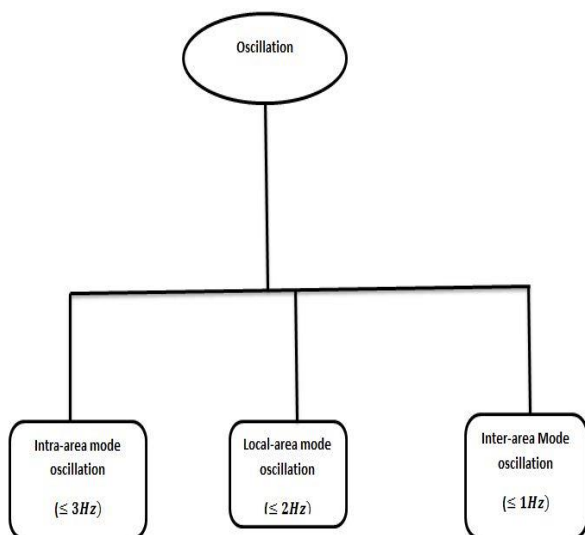 Oscillation
Intra-area mode
oscillation
(≤ 3Hz)
Local-area mode
oscillation
(≤ 2Hz)
Inter-area Mode
oscillation
(≤ 1Hz)